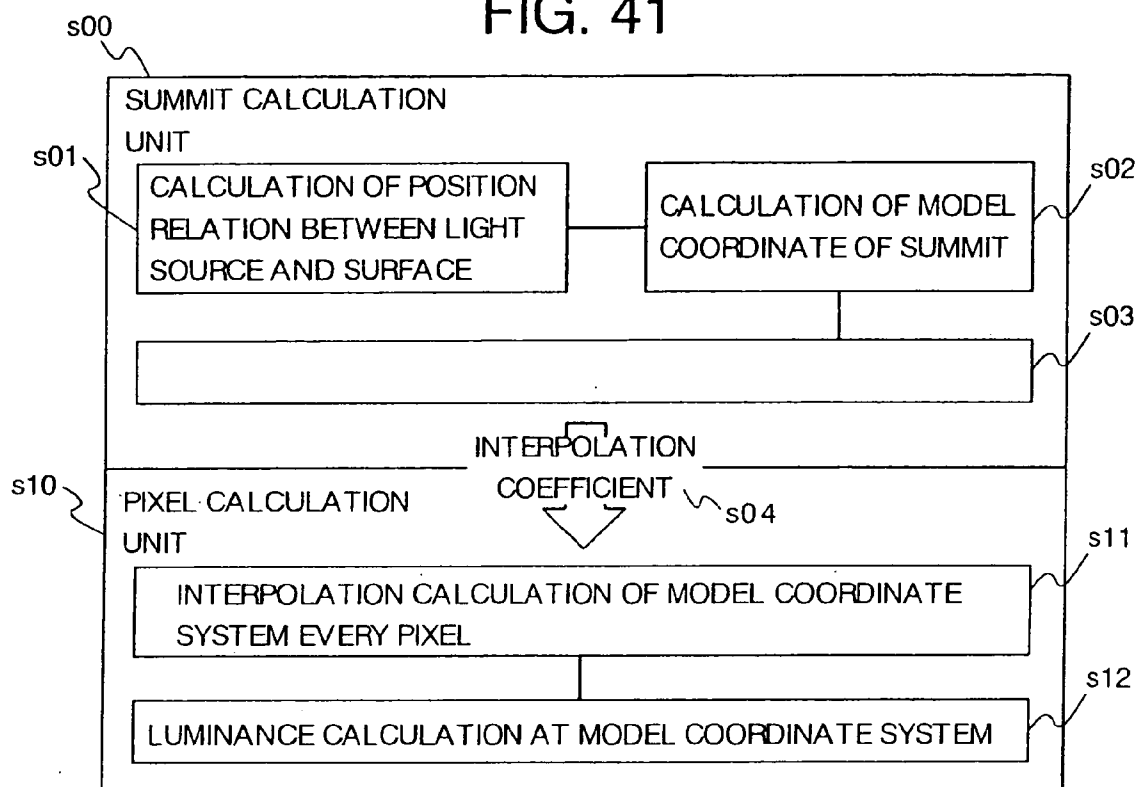 FIG. 41
s00
SUMMIT CALCULATION
UNIT
s01
CALCULATION OF POSITION
RELATION BETWEEN LIGHT
SOURCE AND SURFACE
s02
CALCULATION OF MODEL
COORDINATE OF SUMMIT
s03
INTERPOLATION
COEFFICIENT
s04
s10
PIXEL CALCULATION
UNIT
s11
INTERPOLATION CALCULATION OF MODEL COORDINATE
SYSTEM EVERY PIXEL
s12
LUMINANCE CALCULATION AT MODEL COORDINATE SYSTEM